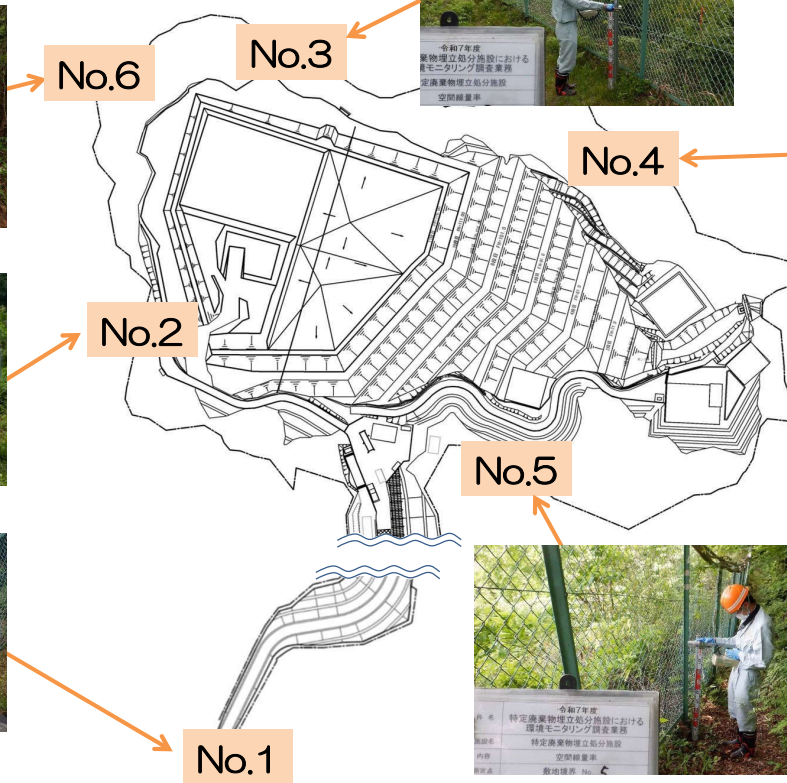 No.3
No.6
令和7年度
棄物埋立処分施設における
境モニタリング調査業務
定廃棄物埋立処分施設
空間線量率
No.4
No.2
No.5
令和7年度
件名
特定廃棄物埋立処分施設における
環境モニタリング調査業務
特定廃棄物埋立処分施設
内容
空間線量率
敷地境界 No. 5
No.1